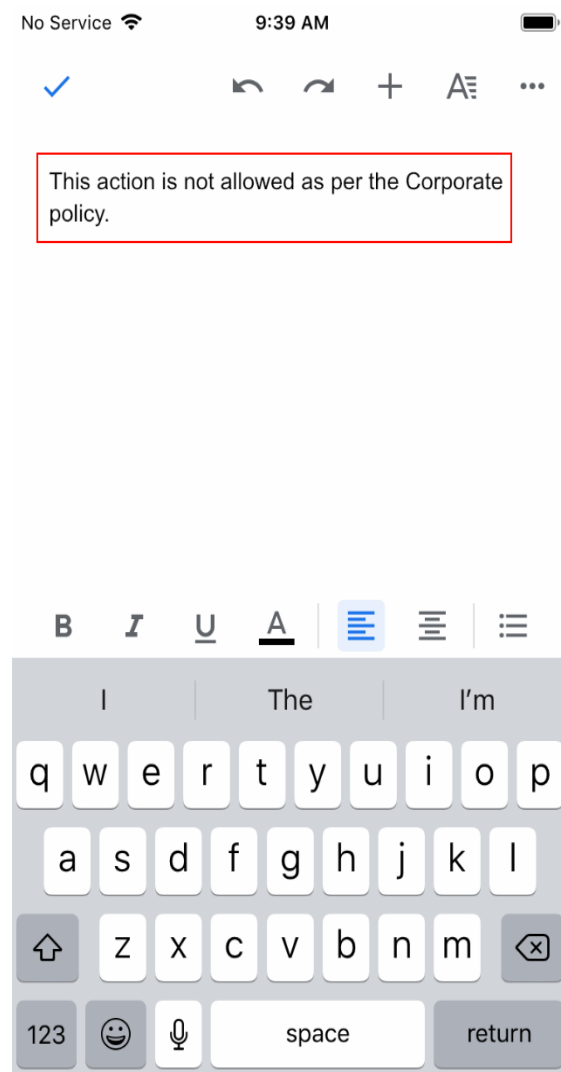 No Service 9:39 AM
A
This action is not allowed as per the Corporate
policy.
B I U A
I The I'm
q w e r t y u i o p
a s d f g h j k l
z x c v b n m
123 space return